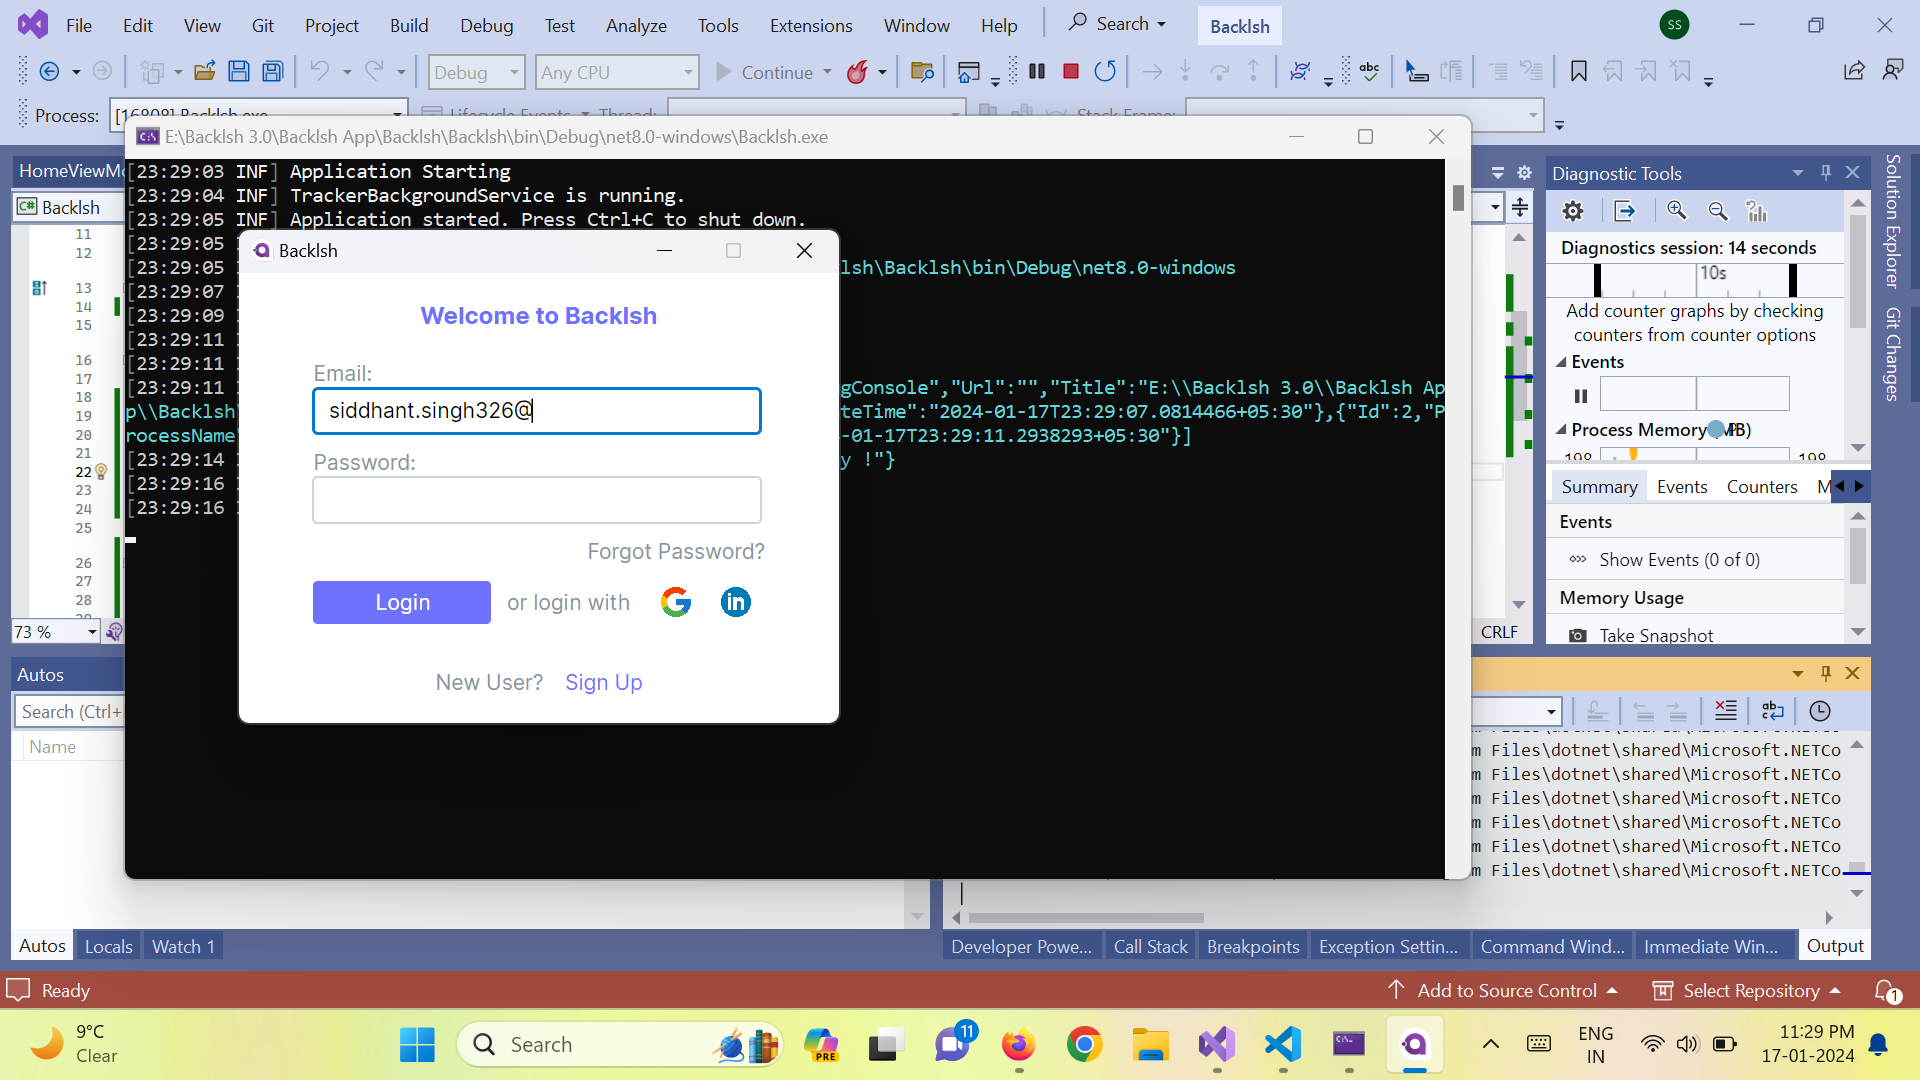 File Edit View Git Project Build Debug Test Analyze Tools Extensions Window Help Search Backlsh SS
Debug Any CPU Continue
Process: [16808] Backlsh.exe Lifecycle Events Thread: Stack Frame:
E:\Backlsh 3.0\Backlsh App\Backlsh\Backlsh\bin\Debug\net8.0-windows\Backlsh.exe
[23:29:03 INF] Application Starting
[23:29:04 INF] TrackerBackgroundService is running.
[23:29:05 INF] Application started. Press Ctrl+C to shut down.
[23:29:05
[23:29:05 lsh\Backlsh\bin\Debug\net8.0-windows
[23:29:07
[23:29:09
[23:29:11
[23:29:11
[23:29:11 gConsole","Url":"","Title":"E:\\Backlsh 3.0\\Backlsh Ap
p\\Backlsh teTime":"2024-01-17T23:29:07.0814466+05:30"},{"Id":2,"P
rocessName -01-17T23:29:11.2938293+05:30"}]
[23:29:14 y !"}
[23:29:16
[23:29:16
Backlsh
Welcome to Backlsh
Email:
siddhant.singh326@
Password:
Forgot Password?
Login or login with
New User? Sign Up
HomeViewMo
C# Backlsh
11
12
13
14
15
16
17
18
19
20
21
22
23
24
25
26
27
28
73 %
CRLF
Diagnostic Tools
Diagnostics session: 14 seconds
10s
Add counter graphs by checking
counters from counter options
Events
Process Memory (MB)
198 198
Summary Events Counters M
Events
Show Events (0 of 0)
Memory Usage
Take Snapshot
Solution Explorer
Git Changes
Autos
Search (Ctrl+
Name
Autos Locals Watch 1
m Files\dotnet\shared\Microsoft.NETCo
m Files\dotnet\shared\Microsoft.NETCo
m Files\dotnet\shared\Microsoft.NETCo
m Files\dotnet\shared\Microsoft.NETCo
m Files\dotnet\shared\Microsoft.NETCo
m Files\dotnet\shared\Microsoft.NETCo
Developer Powe... Call Stack Breakpoints Exception Settin... Command Wind... Immediate Win... Output
Ready Add to Source Control Select Repository 1
9°C
Clear
Search
PRE
11
ENG
IN
11:29 PM
17-01-2024